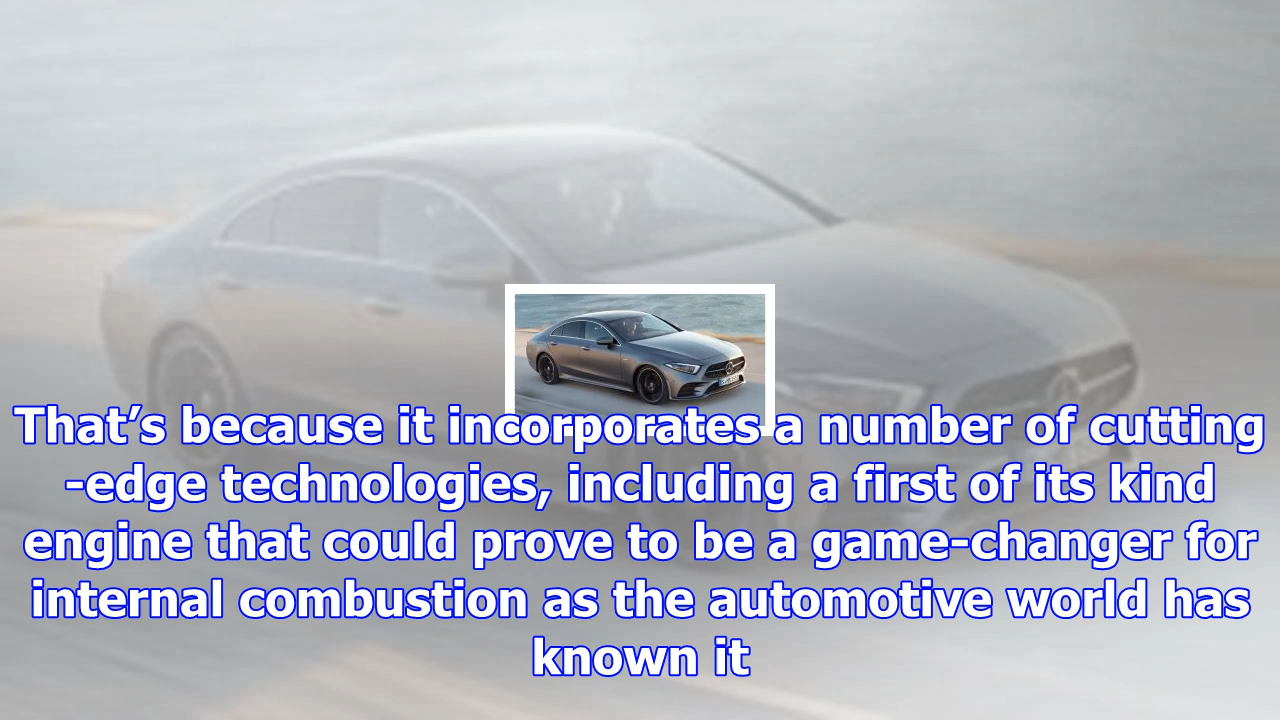 That’s because it incorporates a number of cutting
-edge technologies, including a first of its kind
engine that could prove to be a game-changer for
internal combustion as the automotive world has
known it